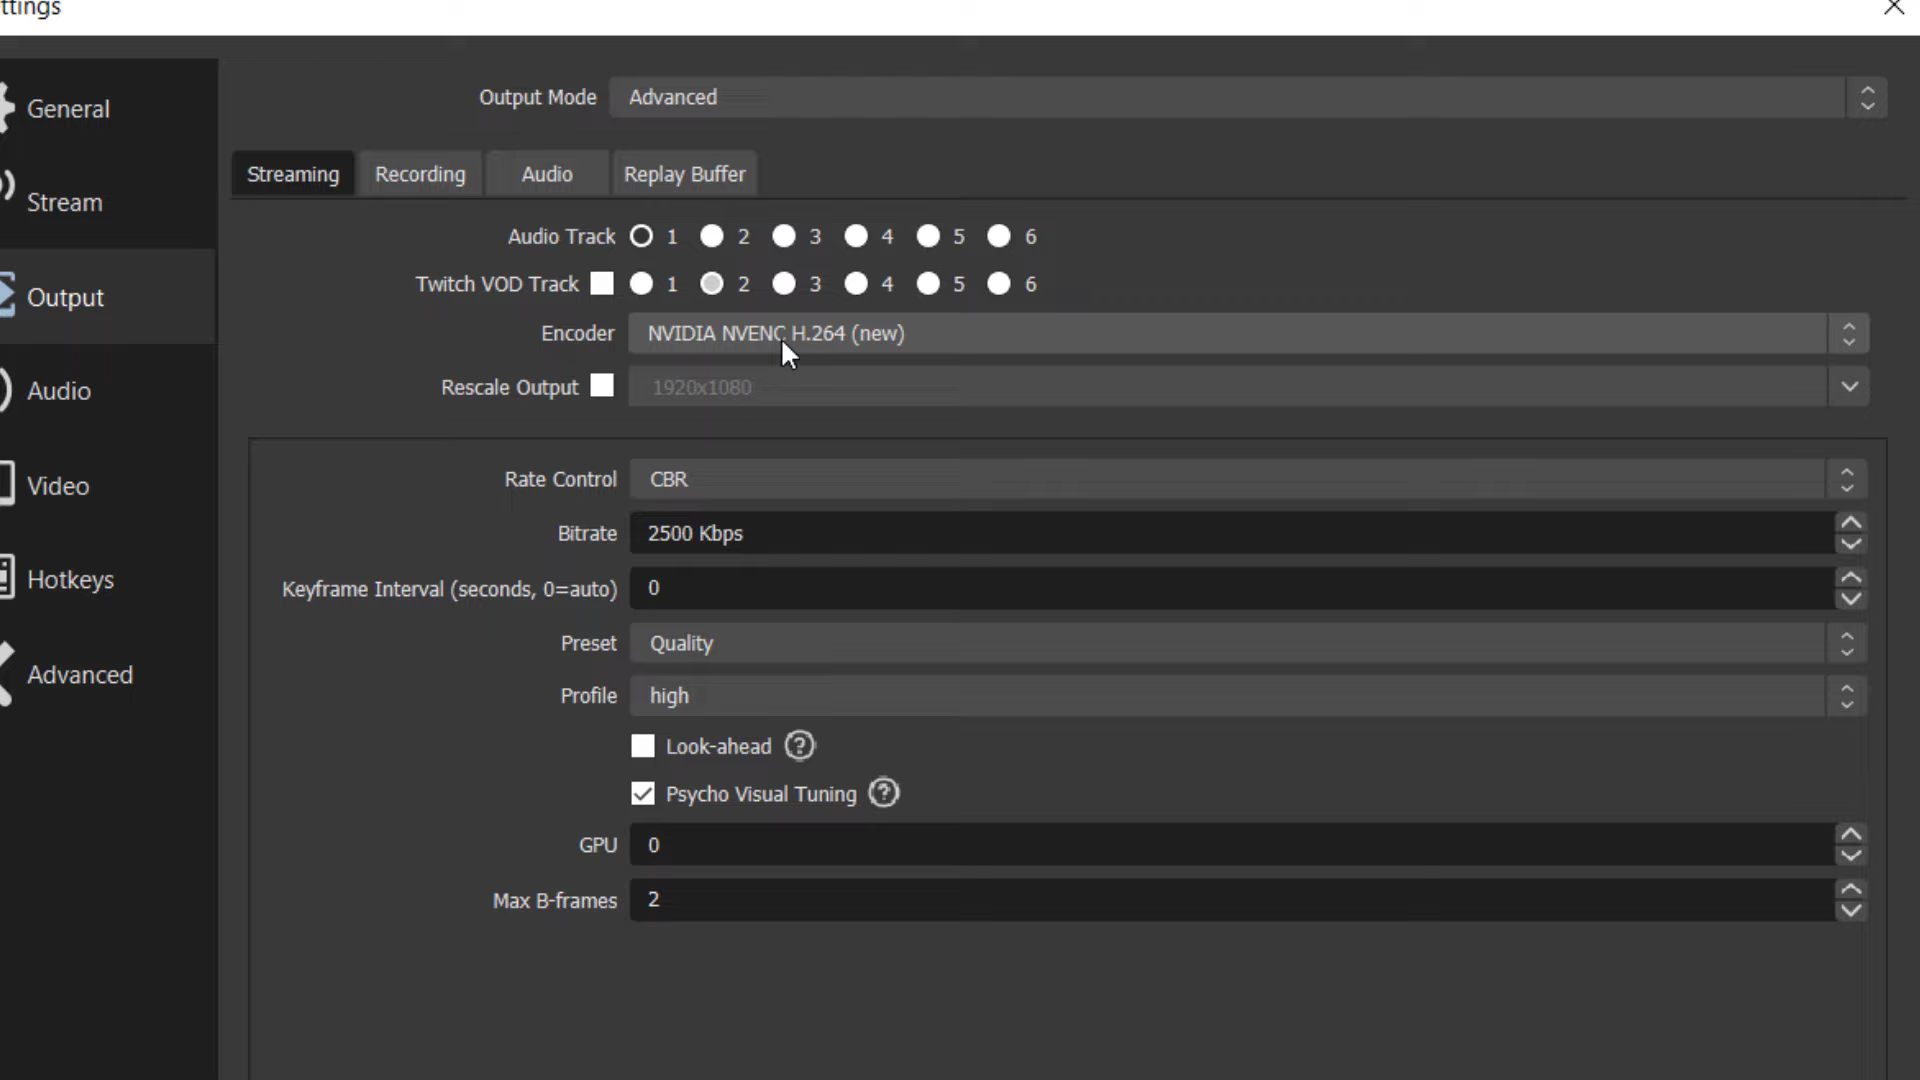 ttings
General
Stream
Output
Audio
Video
Hotkeys
Advanced
Output Mode Advanced
Streaming Recording Audio Replay Buffer
Audio Track 1 2 3 4 5 6
Twitch VOD Track 1 2 3 4 5 6
Encoder NVIDIA NVENC H.264 (new)
Rescale Output 1920x1080
Rate Control CBR
Bitrate 2500 Kbps
Keyframe Interval (seconds, 0=auto) 0
Preset Quality
Profile high
Look-ahead ?
Psycho Visual Tuning ?
GPU 0
Max B-frames 2